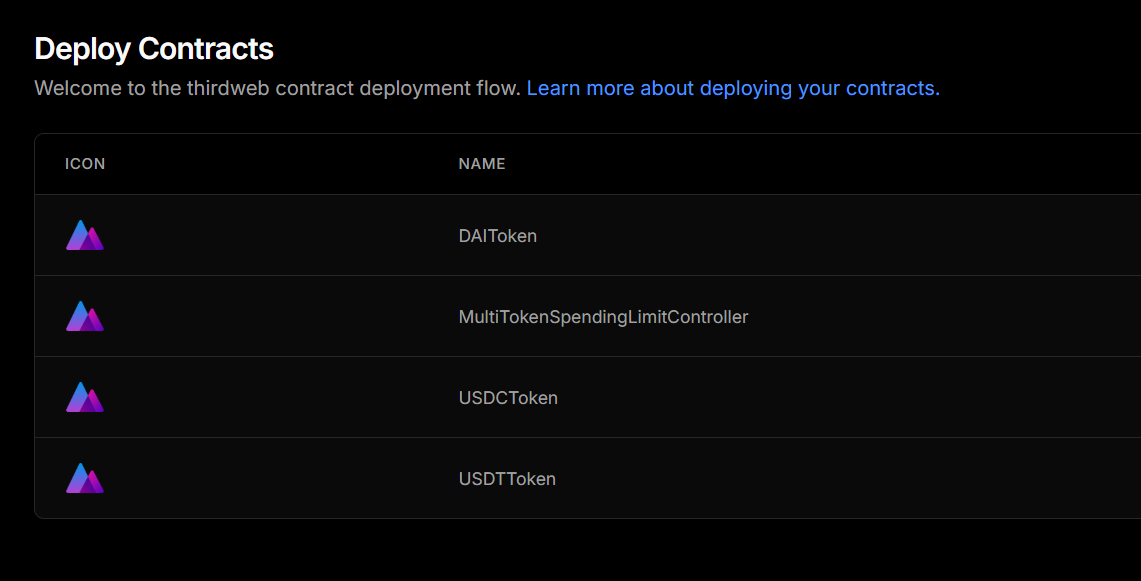 Deploy Contracts
Welcome to the thirdweb contract deployment flow. Learn more about deploying your contracts.
ICON NAME
DAIToken
MultiTokenSpendingLimitController
USDCToken
USDTToken